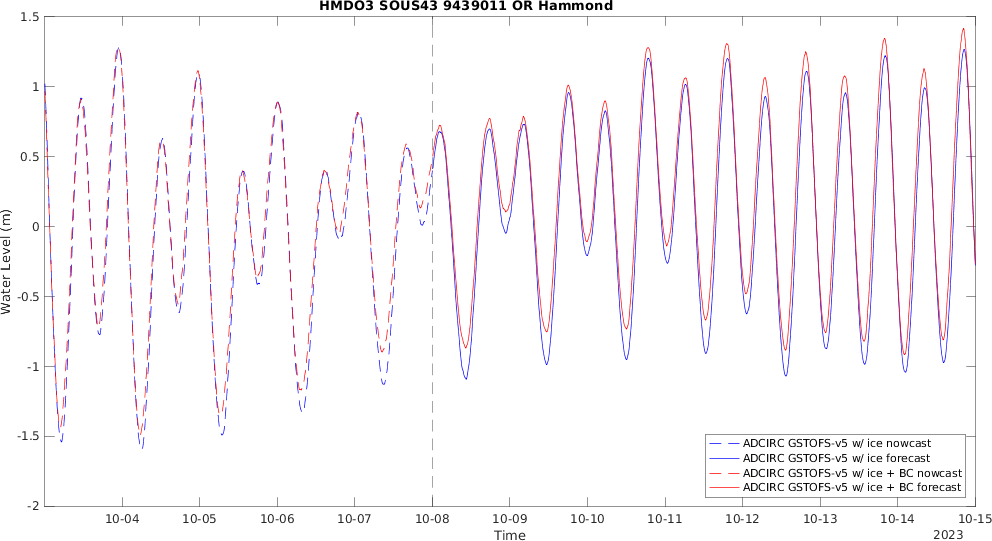 HMDO3 SOUS43 9439011 OR Hammond
1.5
1
0.5
0
-0.5
-1
-1.5
-2
Water Level (m)
10-04 10-05 10-06 10-07 10-08 10-09 10-10 10-11 10-12 10-13 10-14 10-15
Time
2023
ADCIRC GSTOFS-v5 w/ ice nowcast
ADCIRC GSTOFS-v5 w/ ice forecast
ADCIRC GSTOFS-v5 w/ ice + BC nowcast
ADCIRC GSTOFS-v5 w/ ice + BC forecast